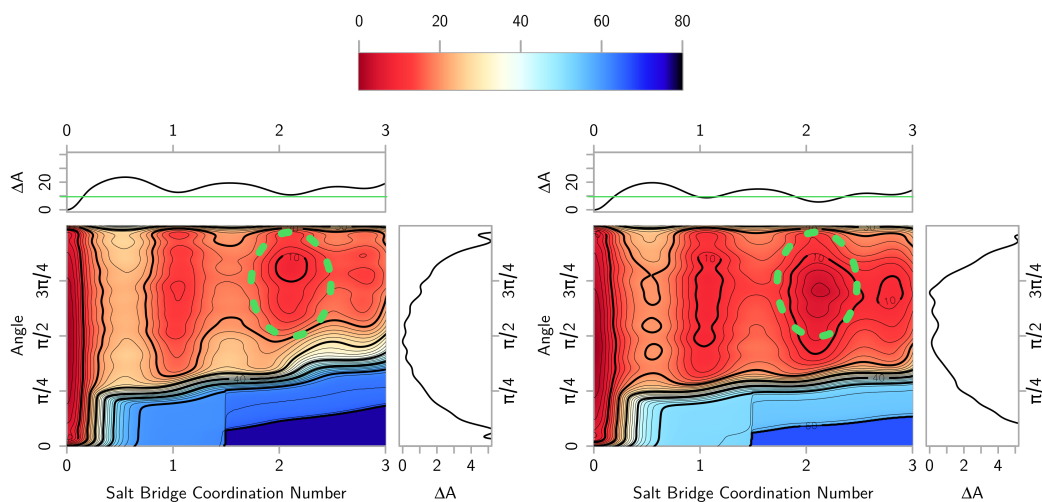 0 20 40 60 80
0 1 2 3 0 1 2 3
ΔA 20 0 ΔA 20 0
Angle 3π/4 π/2 π/4 0 3π/4 π/2 π/4 Angle 3π/4 π/2 π/4 0 3π/4 π/2 π/4
10 40 10 10 10 40 60
0 1 2 3 0 2 4 0 1 2 3 0 2 4
Salt Bridge Coordination Number ΔA Salt Bridge Coordination Number ΔA